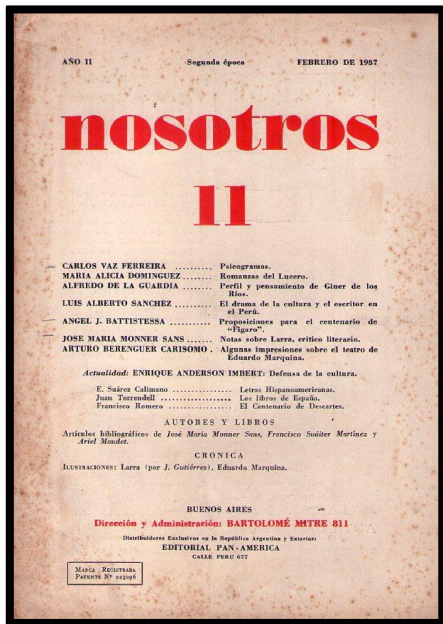 AÑO II Segunda época FEBRERO DE 1937
nosotros
11
CARLOS VAZ FERREIRA .......... Psicogramas.
MARIA ALICIA DOMINGUEZ ....... Romanzas del Lucero.
ALFREDO DE LA GUARDIA ........ Perfil y pensamiento de Giner de los
Ríos.
LUIS ALBERTO SANCHEZ ......... El drama de la cultura y el escritor en
el Perú.
ANGEL J. BATTISTESSA .......... Proposiciones para el centenario de
"Fígaro".
JOSE MARIA MONNER SANS ...... Notas sobre Larra, crítico literario.
ARTURO BERENGUER CARISOMO . Algunas impresiones sobre el teatro de
Eduardo Marquina.
Actualidad: ENRIQUE ANDERSON IMBERT: Defensa de la cultura.
E. Suárez Calimano ................. Letras Hispanoamericanas.
Juan Torrendell ..................... Los libros de España.
Francisco Romero ................... El Centenario de Descartes.
AUTORES Y LIBROS
Artículos bibliográficos de José María Monner Sans, Francisco Suáiter Martínez y
Ariel Maudet.
CRONICA
ILUSTRACIONES: Larra (por J. Gutiérrez), Eduardo Marquina.
BUENOS AIRES
Dirección y Administración: BARTOLOMÉ MITRE 811
Distribuidores Exclusivos en la República Argentina y Exterior:
EDITORIAL PAN-AMERICA
CALLE PERU 677
MARCA REGISTRADA
PATENTE Nº 023696